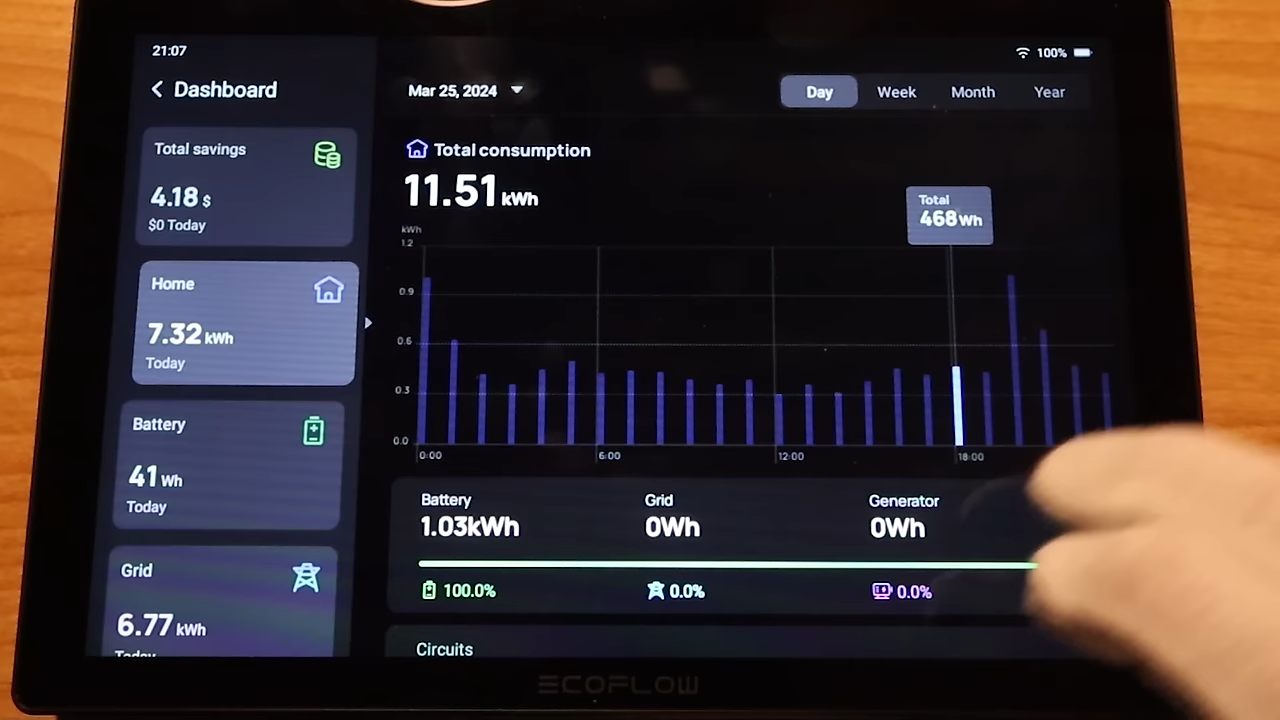 21:07
100%
Dashboard
Mar 25, 2024
Day
Week
Month
Year
Total savings
4.18 $
$0 Today
Home
7.32 kWh
Today
Battery
41 Wh
Today
Grid
6.77 kWh
Today
Total consumption
11.51 kWh
Total
468 Wh
kWh
1.2
0.9
0.6
0.3
0.0
0:00
6:00
12:00
18:00
Battery
1.03kWh
100.0%
Grid
0Wh
0.0%
Generator
0Wh
0.0%
Circuits
ECOFLOW